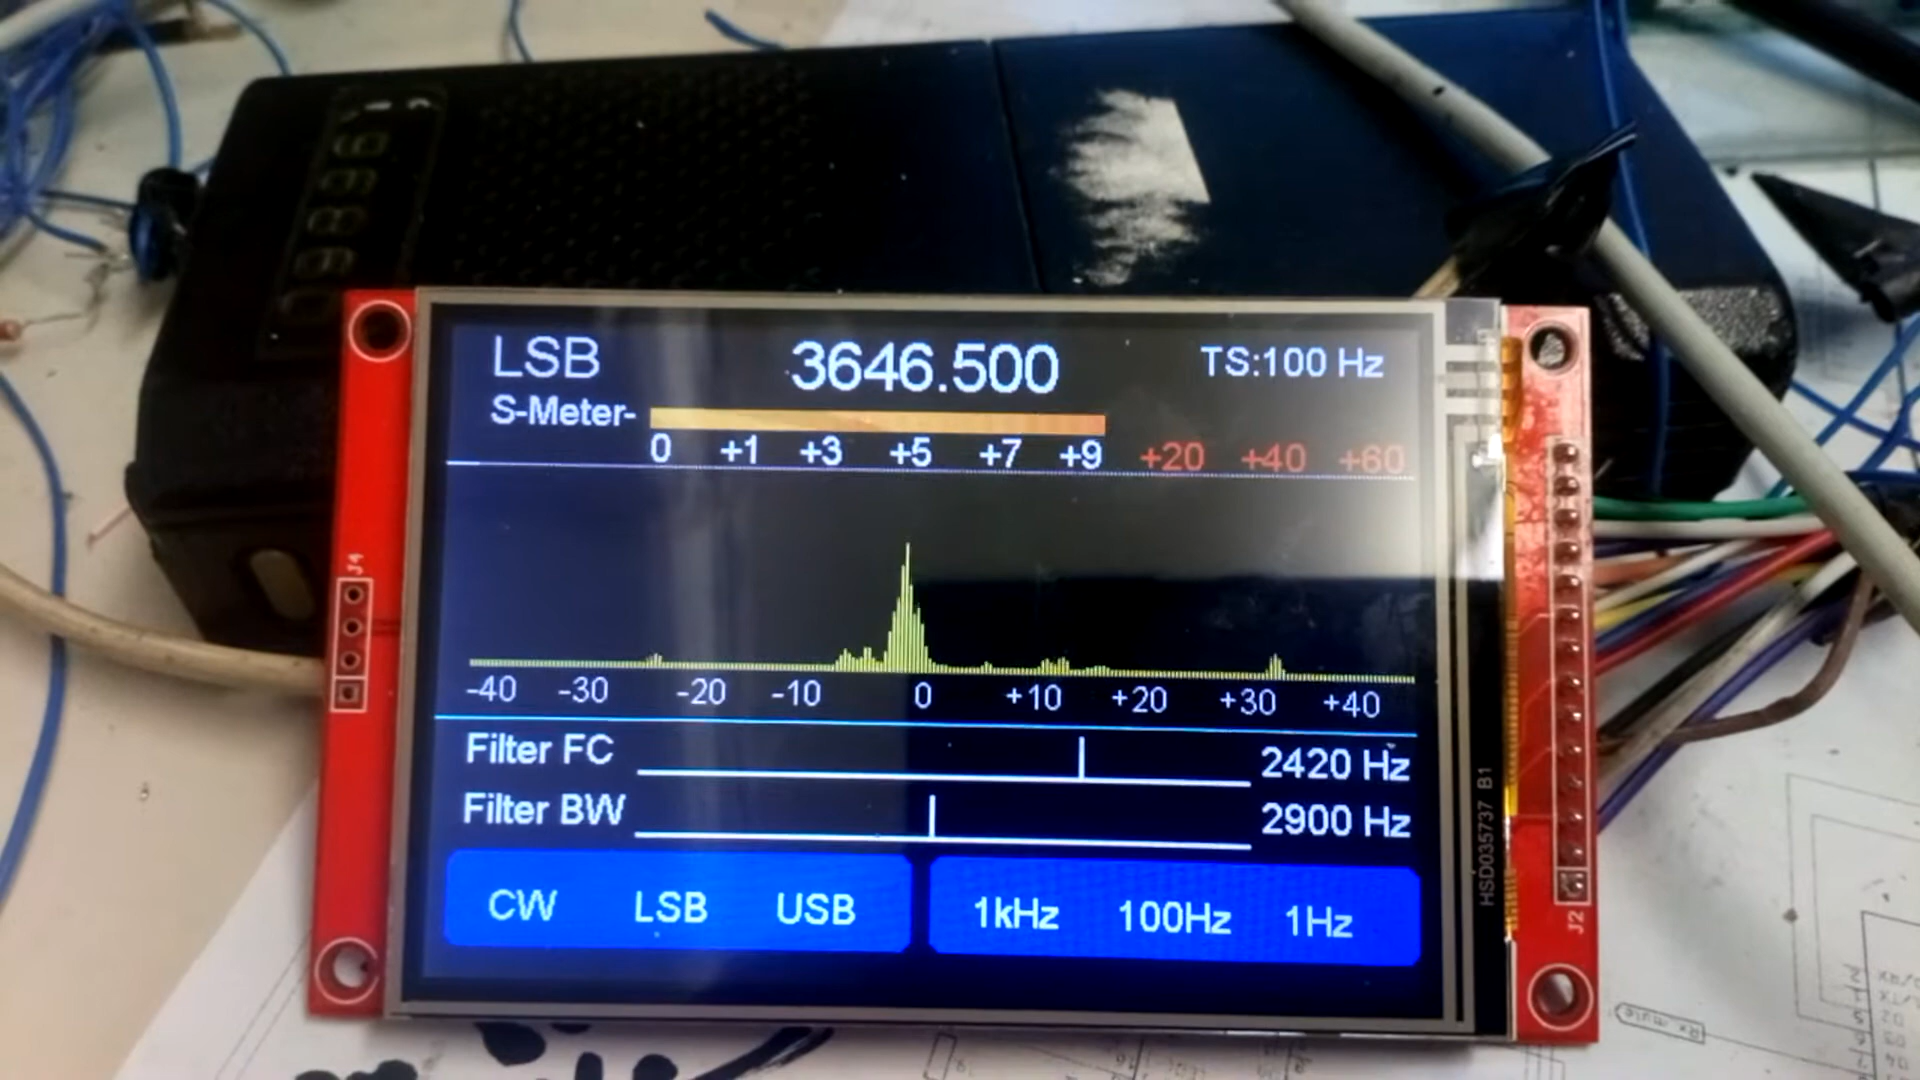 LSB 3646.500 TS:100 Hz
S-Meter-
0 +1 +3 +5 +7 +9 +20 +40 +60
-40 -30 -20 -10 0 +10 +20 +30 +40
Filter FC 2420 Hz
Filter BW 2900 Hz
CW LSB USB 1kHz 100Hz 1Hz
J4
HSD035737 B1
J2
Rx mute